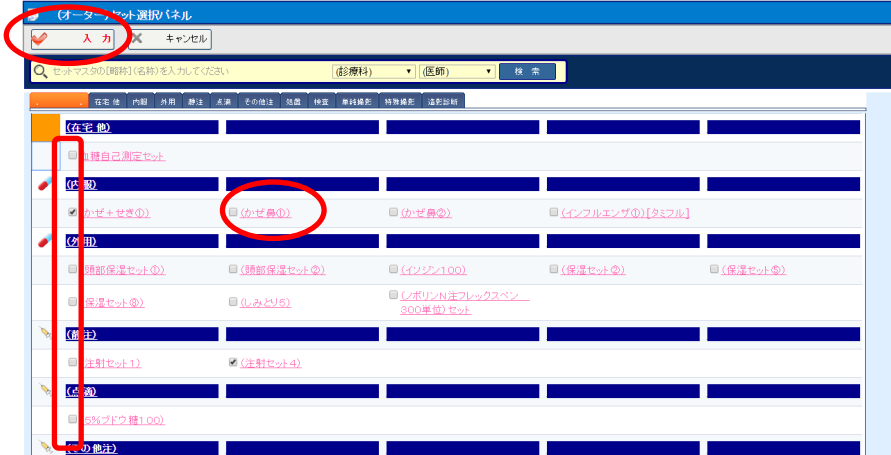 (オーダー)セット選択パネル
入 力 キャンセル
セットマスタの[略称](名称)を入力してください (診療科) (医師) 検 索
在宅 他 内服 外用 静注 点滴 その他注 処置 検査 単純撮影 特殊撮影 造影診断
(在宅 他)
血糖自己測定セット
(内服)
(かぜ+せき①) (かぜ鼻①) (かぜ鼻②) (インフルエンザ①)[タミフル]
(外用)
(頭部保湿セット①) (頭部保湿セット②) (イソジン100) (保湿セット②) (保湿セット⑤)
保湿セット⑧) (しみとり5) (ノボリンN注フレックスペン
300単位)セット
(静注)
(注射セット1) (注射セット4)
(点滴)
5%ブドウ糖100)
(その他注)